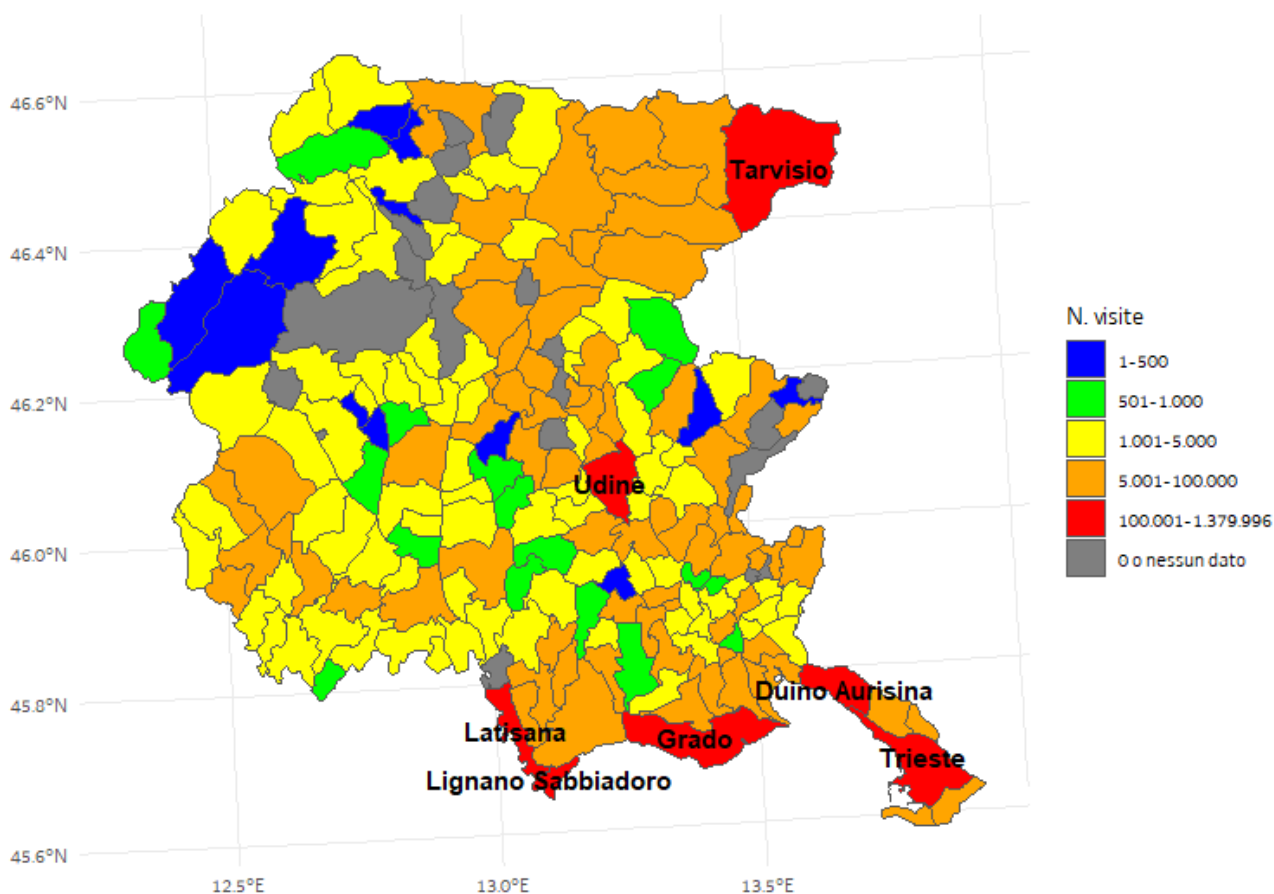 46.6°N
Tarvisio
46.4°N
N. visite
1-500
501-1.000
46.2°N
1.001-5.000
5.001-100.000
Udine
100.001-1.379.996
46.0°N
0 o nessun dato
45.8°N
Duino Aurisina
Latisana
Grado
Trieste
Lignano Sabbiadoro
45.6°N
12.5°E
13.0°E
13.5°E